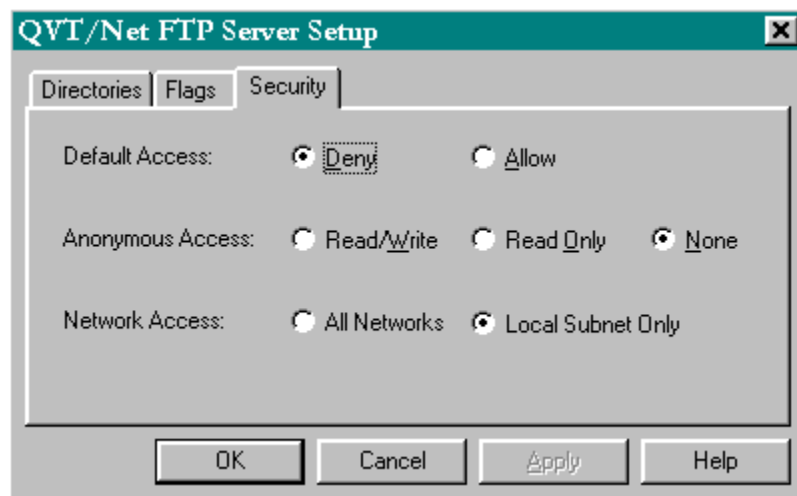 QVT/Net FTP Server Setup
Directories Flags Security
Default Access: Deny Allow
Anonymous Access: Read/Write Read Only None
Network Access: All Networks Local Subnet Only
OK Cancel Apply Help